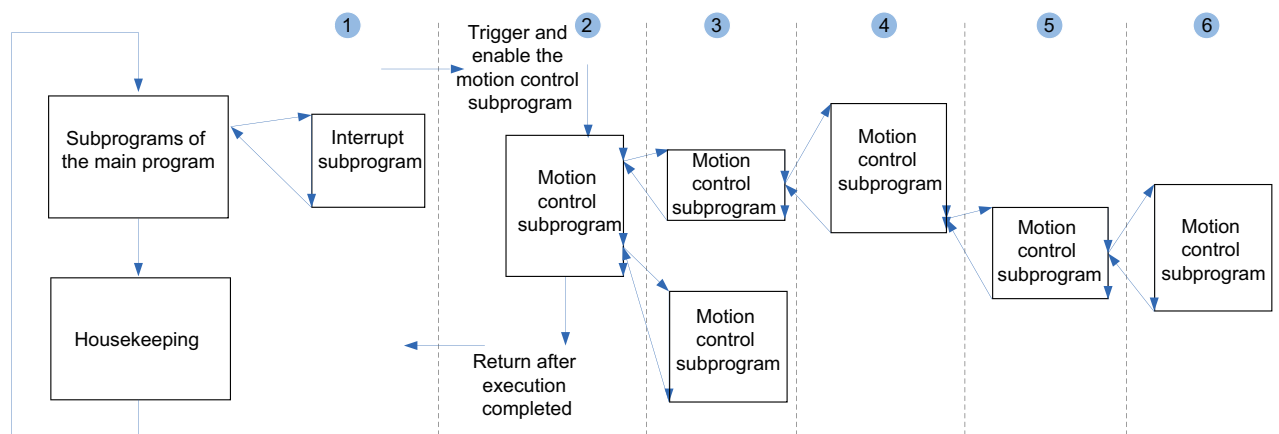 1
2
3
4
5
6
Trigger and
enable the
motion control
subprogram
Subprograms of
the main program
Interrupt
subprogram
Motion
control
subprogram
Motion
control
subprogram
Motion
control
subprogram
Motion
control
subprogram
Motion
control
subprogram
Housekeeping
Motion
control
subprogram
Return after
execution
completed